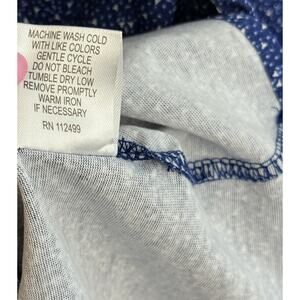 MACHINE WASH COLD
WITH LIKE COLORS
GENTLE CYCLE
DO NOT BLEACH
TUMBLE DRY LOW
REMOVE PROMPTLY
WARM IRON
IF NECESSARY
RN 112499